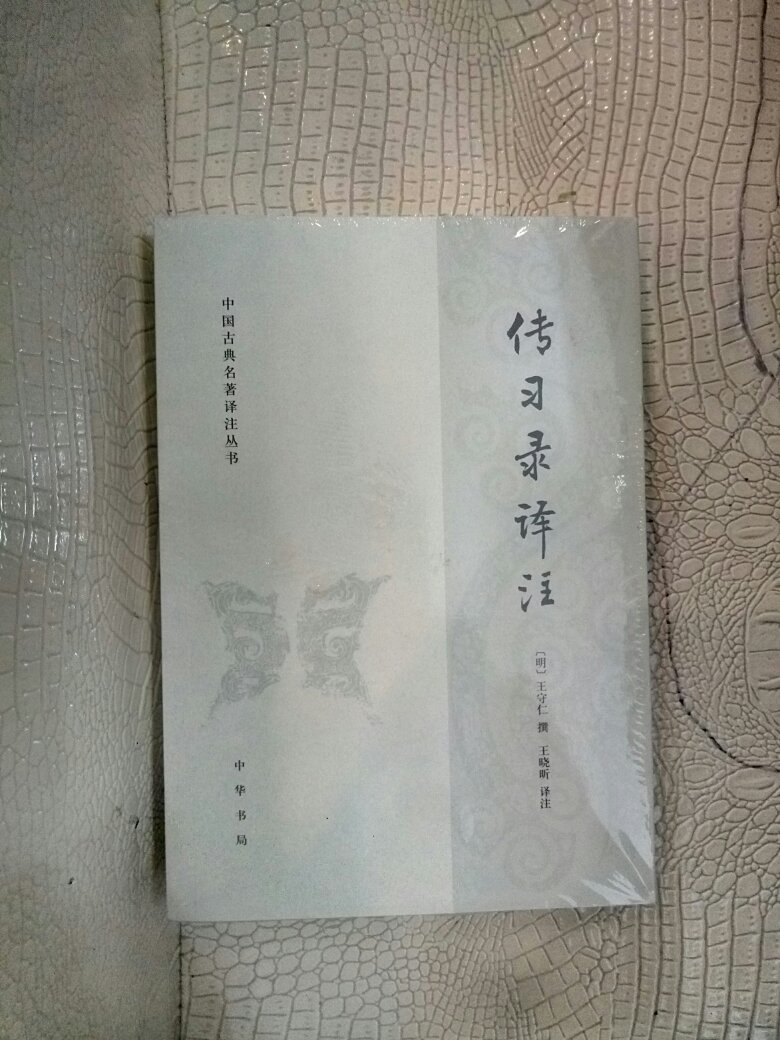 传习录译注
〔明〕王守仁 撰 王晓昕 译注
中国古典名著译注丛书
中华书局